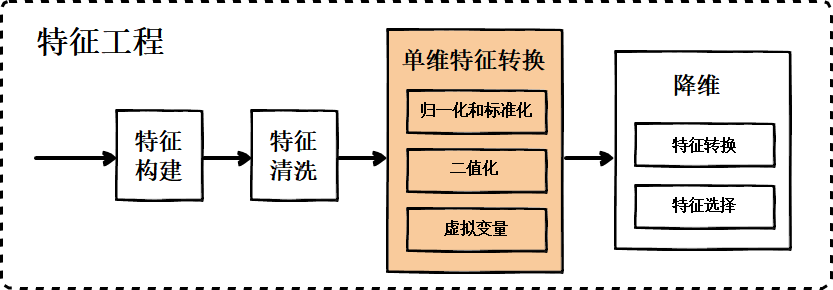 特征工程
特征
构建
特征
清洗
单维特征转换
归一化和标准化
二值化
虚拟变量
降维
特征转换
特征选择